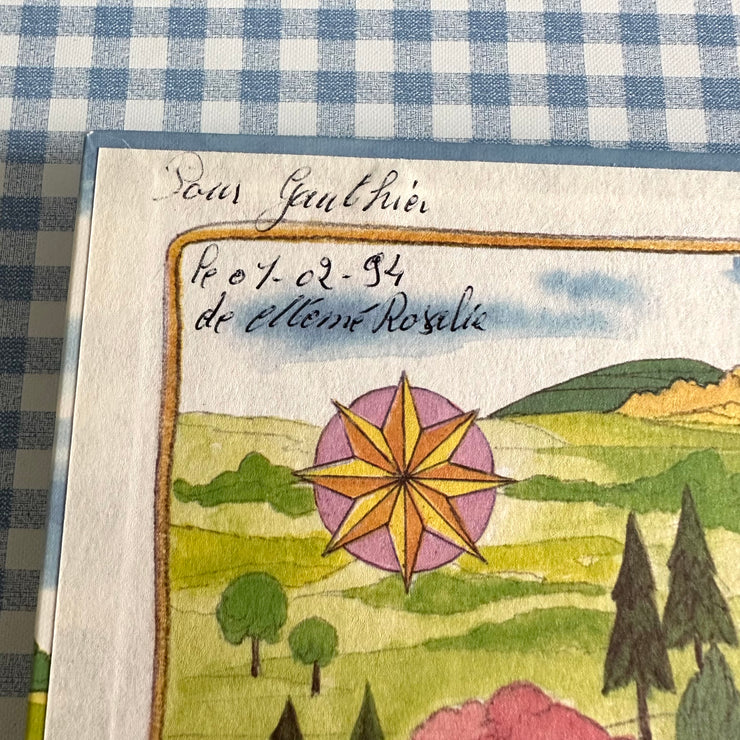 Pour Gauthier
le 07-02-94
de Mémé Rosalie